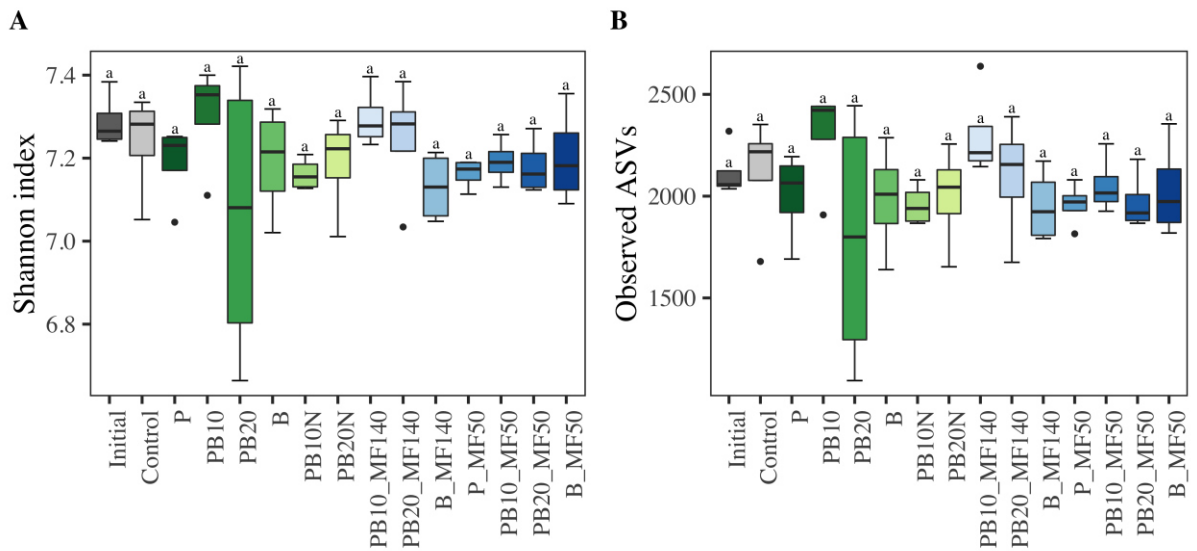 A
Shannon index
7.4
7.2
7.0
6.8
a a a a a a a a a a a a a a a
Initial
Control
P
PB10
PB20
B
PB10N
PB20N
PB10_MF140
PB20_MF140
B_MF140
P_MF50
PB10_MF50
PB20_MF50
B_MF50
B
Observed ASVs
2500
2000
1500
a a a a a a a a a a a a a a a
Initial
Control
P
PB10
PB20
B
PB10N
PB20N
PB10_MF140
PB20_MF140
B_MF140
P_MF50
PB10_MF50
PB20_MF50
B_MF50